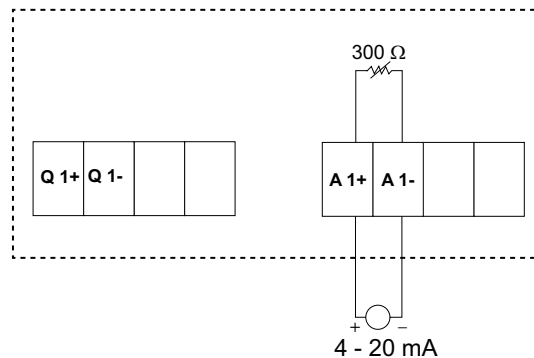 300 Ω
Q 1+ Q 1-
A 1+ A 1-
+ −
4 - 20 mA